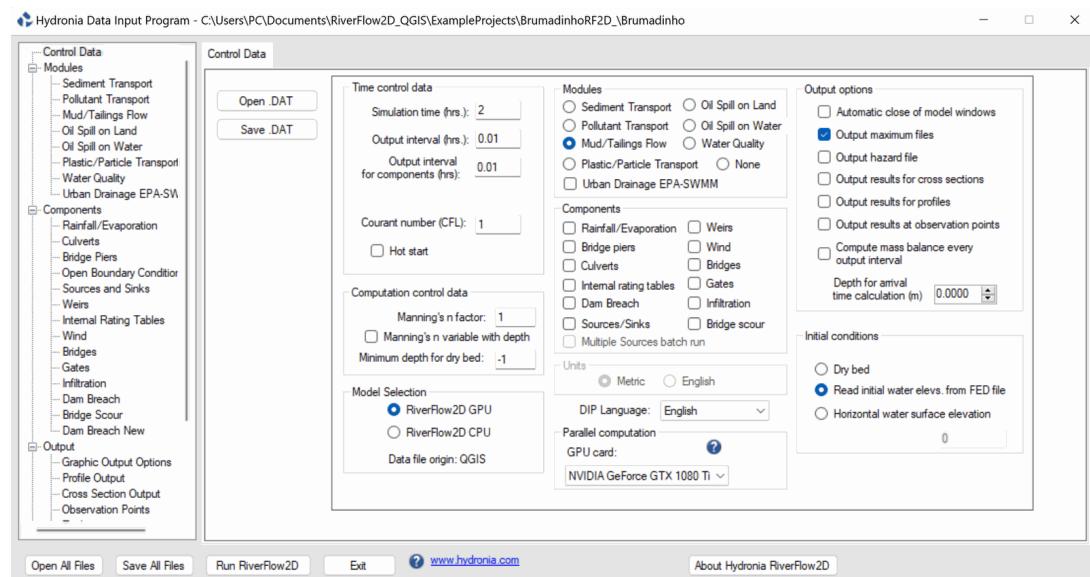 Hydronia Data Input Program - C:\Users\PC\Documents\RiverFlow2D_QGIS\ExampleProjects\BrumadinhoRF2D_\Brumadinho
Control Data
Modules
Sediment Transport
Pollutant Transport
Mud/Tailings Flow
Oil Spill on Land
Oil Spill on Water
Plastic/Particle Transport
Water Quality
Urban Drainage EPA-SW
Components
Rainfall/Evaporation
Culverts
Bridge Piers
Open Boundary Condition
Sources and Sinks
Weirs
Internal Rating Tables
Wind
Bridges
Gates
Infiltration
Dam Breach
Bridge Scour
Dam Breach New
Output
Graphic Output Options
Profile Output
Cross Section Output
Observation Points
Control Data
Open .DAT
Save .DAT
Time control data
Simulation time (hrs.): 2
Output interval (hrs.): 0.01
Output interval
for components (hrs): 0.01
Courant number (CFL): 1
Hot start
Computation control data
Manning's n factor: 1
Manning's n variable with depth
Minimum depth for dry bed: -1
Model Selection
RiverFlow2D GPU
RiverFlow2D CPU
Data file origin: QGIS
Modules
Sediment Transport Oil Spill on Land
Pollutant Transport Oil Spill on Water
Mud/Tailings Flow Water Quality
Plastic/Particle Transport None
Urban Drainage EPA-SWMM
Components
Rainfall/Evaporation Weirs
Bridge piers Wind
Culverts Bridges
Internal rating tables Gates
Dam Breach Infiltration
Sources/Sinks Bridge scour
Multiple Sources batch run
Units
Metric English
DIP Language: English
Parallel computation
GPU card:
NVIDIA GeForce GTX 1080 Ti
Output options
Automatic close of model windows
Output maximum files
Output hazard file
Output results for cross sections
Output results for profiles
Output results at observation points
Compute mass balance every
output interval
Depth for arrival
time calculation (m) 0.0000
Initial conditions
Dry bed
Read initial water elevs. from FED file
Horizontal water surface elevation
0
Open All Files Save All Files Run RiverFlow2D Exit www.hydronia.com About Hydronia RiverFlow2D